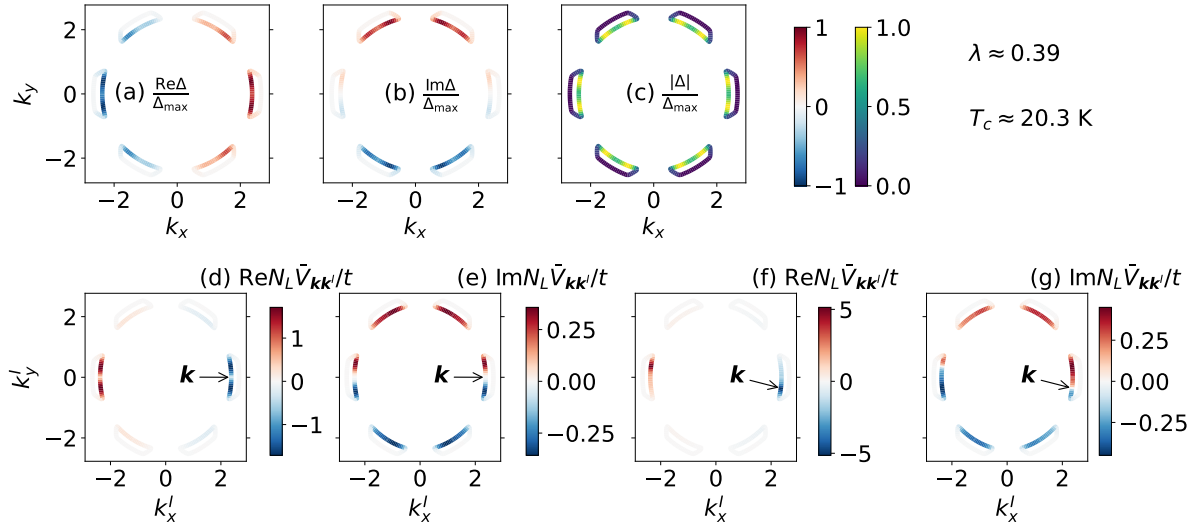 (a) ReΔ/Δmax
(b) ImΔ/Δmax
(c) |Δ|/Δmax
k_y
2
0
−2
−2 0 2
k_x
−2 0 2
k_x
−2 0 2
k_x
1
0
−1
1.0
0.5
0.0
λ ≈ 0.39
T_c ≈ 20.3 K
(d) ReN_L V̄_kk′/t
(e) ImN_L V̄_kk′/t
(f) ReN_L V̄_kk′/t
(g) ImN_L V̄_kk′/t
k′_y
2
0
−2
k
k
k
k
1
0
−1
0.25
0.00
−0.25
5
0
−5
0.25
0.00
−0.25
−2 0 2
k′_x
−2 0 2
k′_x
−2 0 2
k′_x
−2 0 2
k′_x